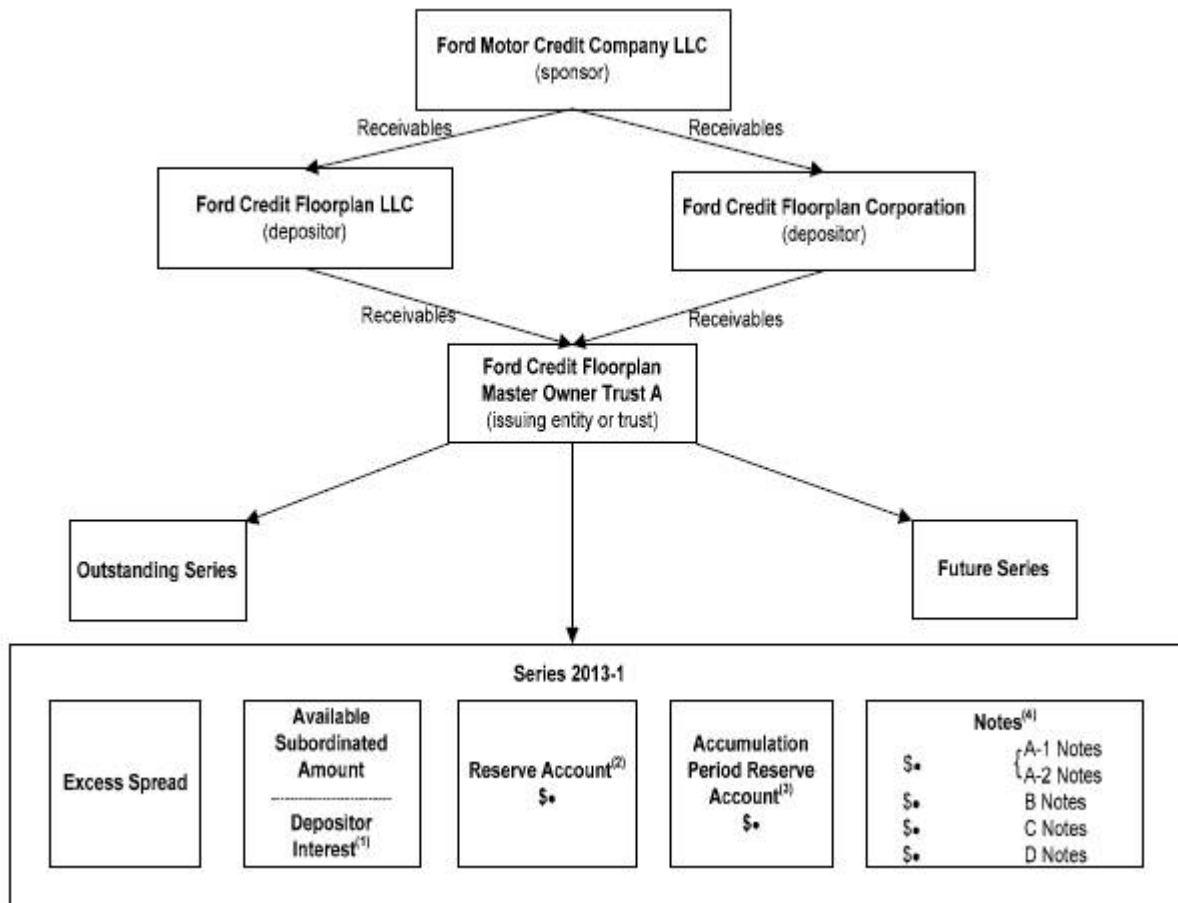 Ford Motor Credit Company LLC
(sponsor)
Receivables
Receivables
Ford Credit Floorplan LLC
(depositor)
Ford Credit Floorplan Corporation
(depositor)
Receivables
Receivables
Ford Credit Floorplan
Master Owner Trust A
(issuing entity or trust)
Outstanding Series
Future Series
Series 2013-1
Excess Spread
Available
Subordinated
Amount
Depositor
Interest(1)
Reserve Account(2)
$•
Accumulation
Period Reserve
Account(3)
$•
Notes(4)
$• { A-1 Notes
A-2 Notes
$• B Notes
$• C Notes
$• D Notes